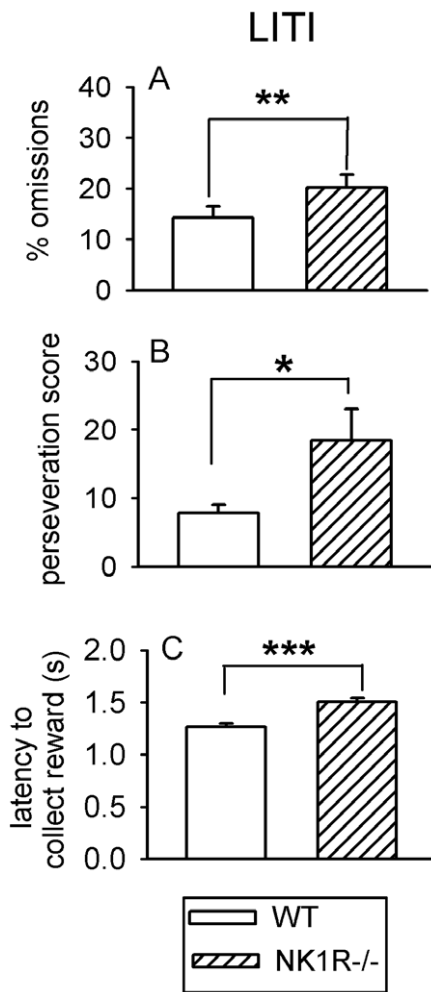 LITI
A
**
40
30
20
10
0
% omissions
B
*
30
20
10
0
perseveration score
C
***
2.0
1.5
1.0
0.5
0.0
latency to
collect reward (s)
WT
NK1R-/-